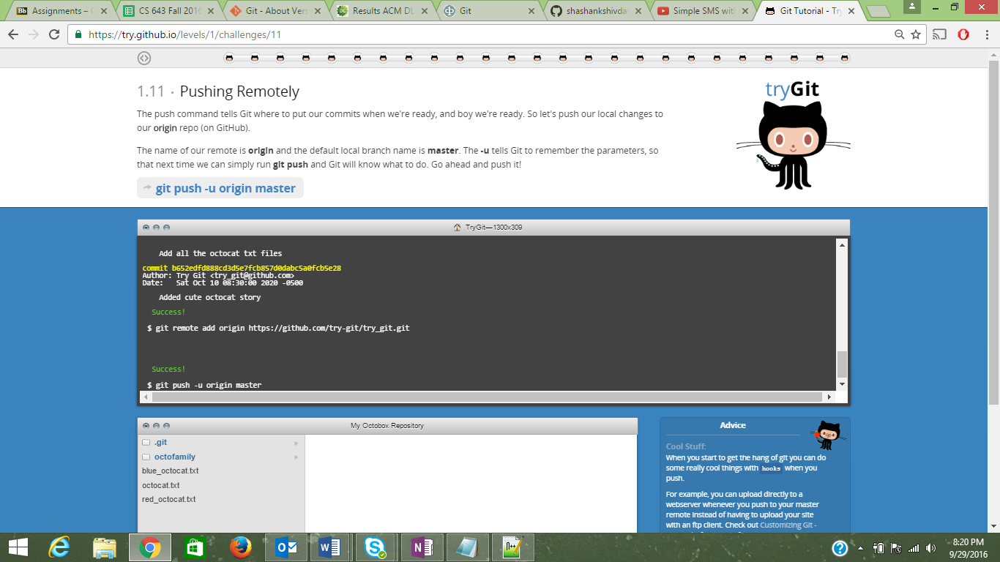 Assignments – C
CS 643 Fall 2016
Git - About Vers
Results ACM DL
Git
shashankshivdas
Simple SMS with
Git Tutorial - Try
https://try.github.io/levels/1/challenges/11
1.11 · Pushing Remotely
The push command tells Git where to put our commits when we're ready, and boy we're ready. So let's push our local changes to
our origin repo (on GitHub).
The name of our remote is origin and the default local branch name is master. The -u tells Git to remember the parameters, so
that next time we can simply run git push and Git will know what to do. Go ahead and push it!
git push -u origin master
tryGit
TryGit—1300x309
Add all the octocat txt files
commit b652edfd888cd3d5e7fcb857d0dabc5a0fcb5e28
Author: Try Git <try_git@github.com>
Date: Sat Oct 10 08:30:00 2020 -0500
Added cute octocat story
Success!
$ git remote add origin https://github.com/try-git/try_git.git
Success!
$ git push -u origin master
My Octobox Repository
.git
octofamily
blue_octocat.txt
octocat.txt
red_octocat.txt
Advice
Cool Stuff:
When you start to get the hang of git you can do
some really cool things with hooks when you
push.
For example, you can upload directly to a
webserver whenever you push to your master
remote instead of having to upload your site
with an ftp client. Check out Customizing Git -
8:20 PM
9/29/2016